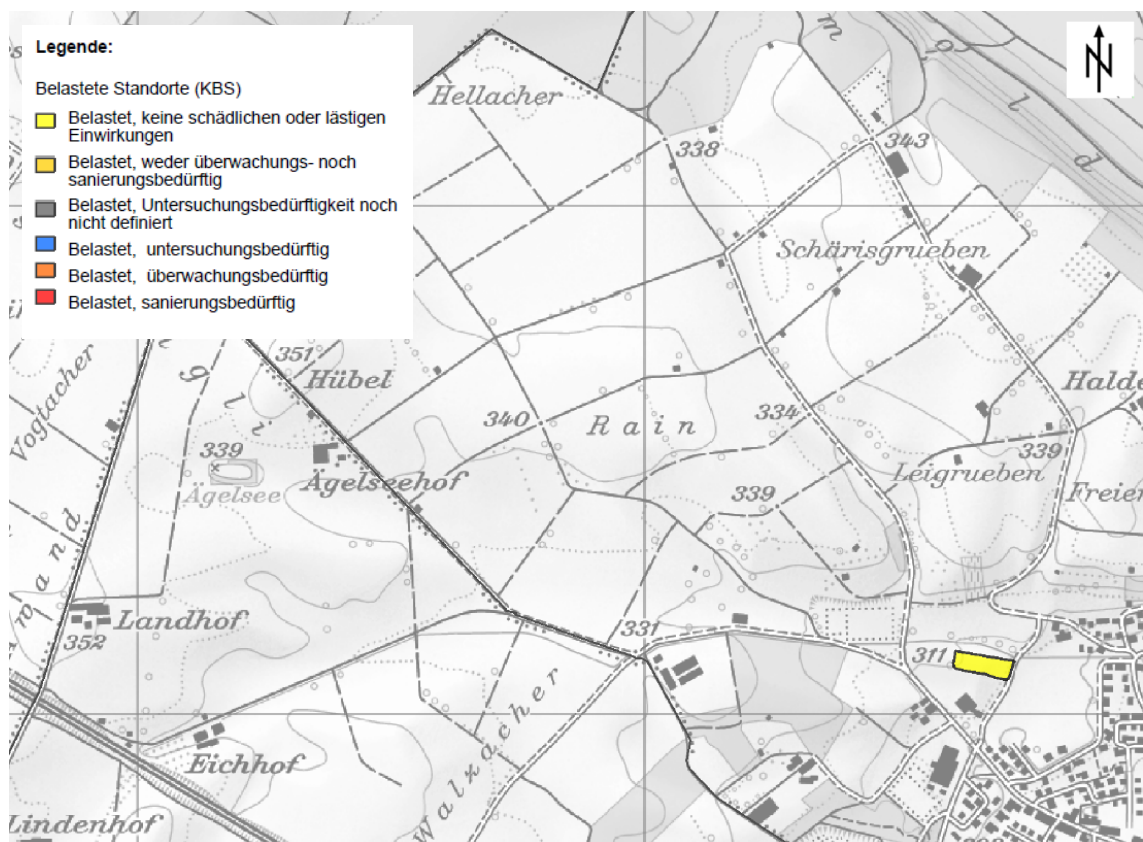 Legende:
Belastete Standorte (KBS)
Belastet, keine schädlichen oder lästigen
Einwirkungen
Belastet, weder überwachungs- noch
sanierungsbedürftig
Belastet, Untersuchungsbedürftigkeit noch
nicht definiert
Belastet, untersuchungsbedürftig
Belastet, überwachungsbedürftig
Belastet, sanierungsbedürftig
N
Hellacher
338
343
Schärisgrueben
351
Hübel
Vogtacher
340
Rain
334
Halde
339
Ägelsee
Ägelseehof
339
Leigrueben
339
Freier
Landhof
352
331
311
Walzacher
Eichhof
Lindenhof